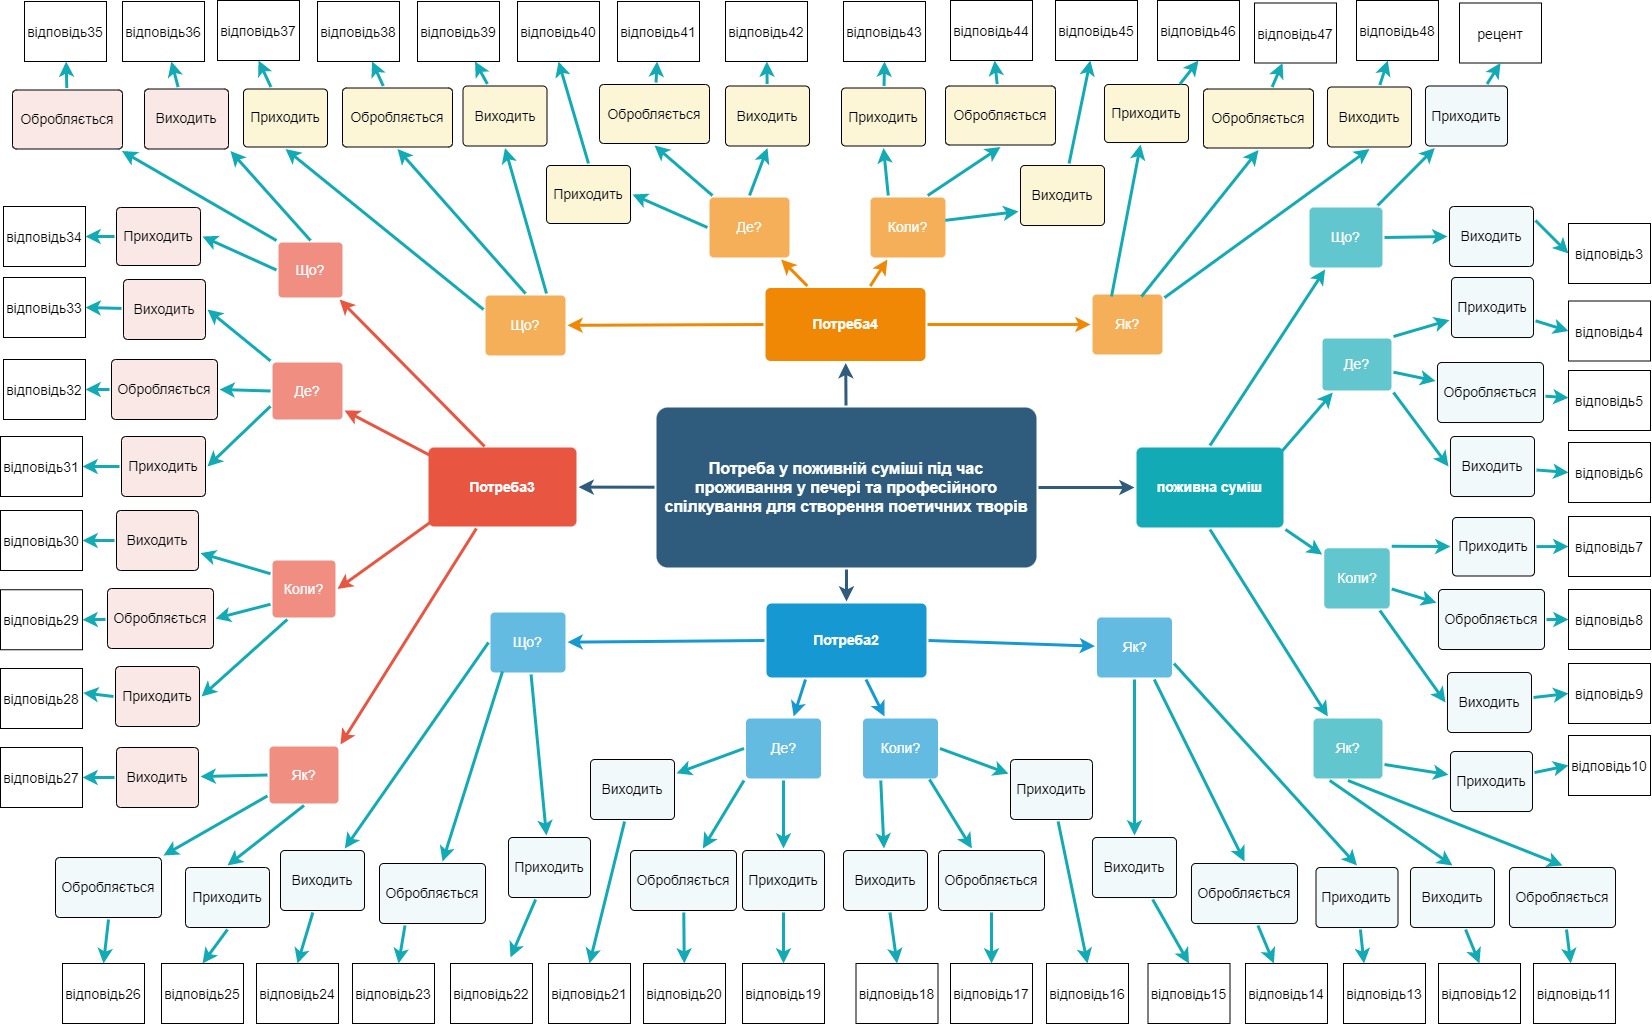 відповідь35
відповідь36
відповідь37
відповідь38
відповідь39
відповідь40
відповідь41
відповідь42
відповідь43
відповідь44
відповідь45
відповідь46
відповідь47
відповідь48
рецент
Обробляється
Виходить
Приходить
Обробляється
Виходить
Обробляється
Виходить
Приходить
Обробляється
Приходить
Обробляється
Виходить
Приходить
Приходить
Виходить
відповідь34
Приходить
Що?
Де?
Коли?
Що?
Виходить
відповідь3
відповідь33
Виходить
Що?
Потреба4
Як?
Приходить
відповідь4
Де?
відповідь32
Обробляється
Де?
Обробляється
відповідь5
відповідь31
Приходить
Виходить
відповідь6
Потреба3
Потреба у поживній суміші під час
проживання у печері та професійного
спілкування для створення поетичних творів
поживна суміш
відповідь30
Виходить
Приходить
відповідь7
Коли?
Коли?
відповідь29
Обробляється
Обробляється
відповідь8
Що?
Потреба2
Як?
відповідь28
Приходить
Виходить
відповідь9
Де?
Коли?
Як?
відповідь27
Виходить
Як?
Виходить
Приходить
Приходить
відповідь10
Обробляється
Приходить
Виходить
Обробляється
Приходить
Обробляється
Приходить
Виходить
Обробляється
Виходить
Обробляється
Приходить
Виходить
Обробляється
відповідь26
відповідь25
відповідь24
відповідь23
відповідь22
відповідь21
відповідь20
відповідь19
відповідь18
відповідь17
відповідь16
відповідь15
відповідь14
відповідь13
відповідь12
відповідь11